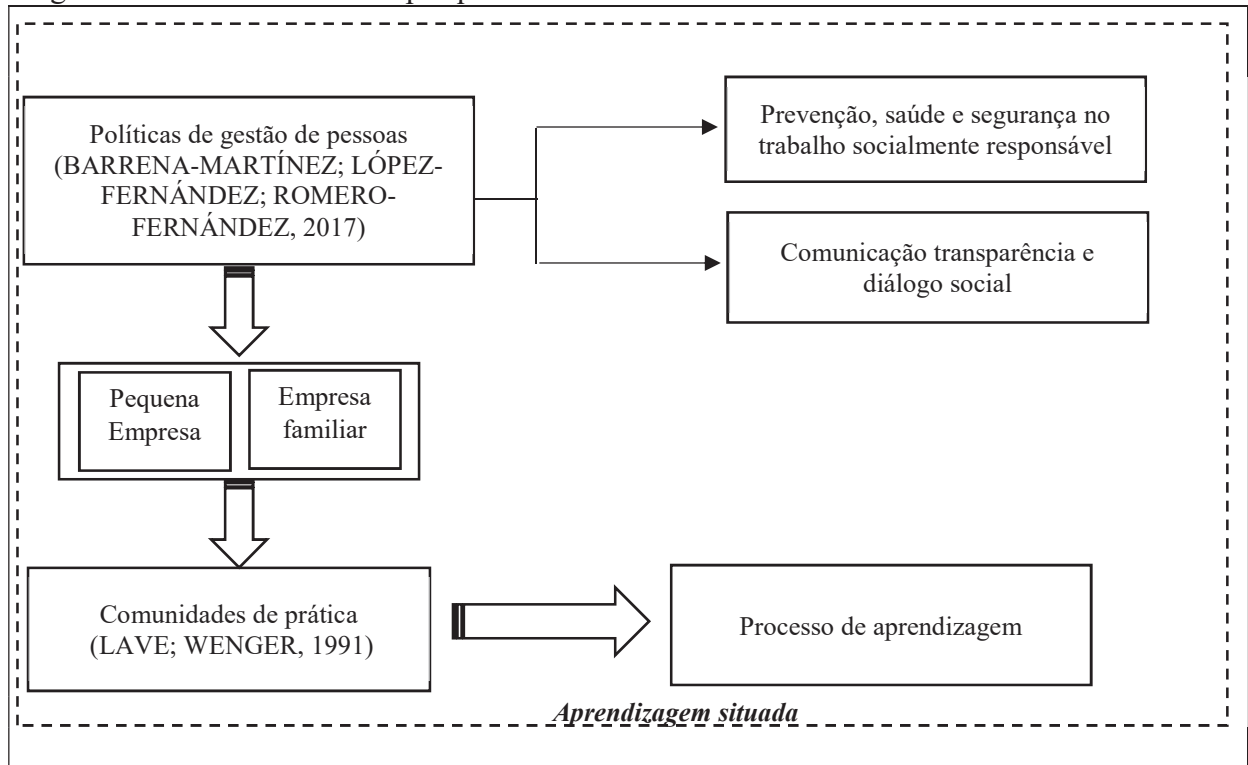 Políticas de gestão de pessoas
(BARRENA-MARTÍNEZ; LÓPEZ-
FERNÁNDEZ; ROMERO-
FERNÁNDEZ, 2017)
Prevenção, saúde e segurança no
trabalho socialmente responsável
Comunicação transparência e
diálogo social
Pequena
Empresa
Empresa
familiar
Comunidades de prática
(LAVE; WENGER, 1991)
Processo de aprendizagem
Aprendizagem situada